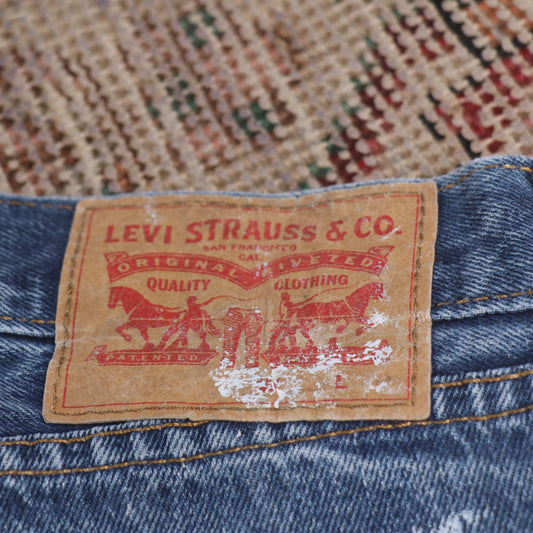 LEVI STRAUSS & CO.
SAN FRANCISCO
CAL.
ORIGINAL RIVETED
QUALITY CLOTHING
PATENTED
L